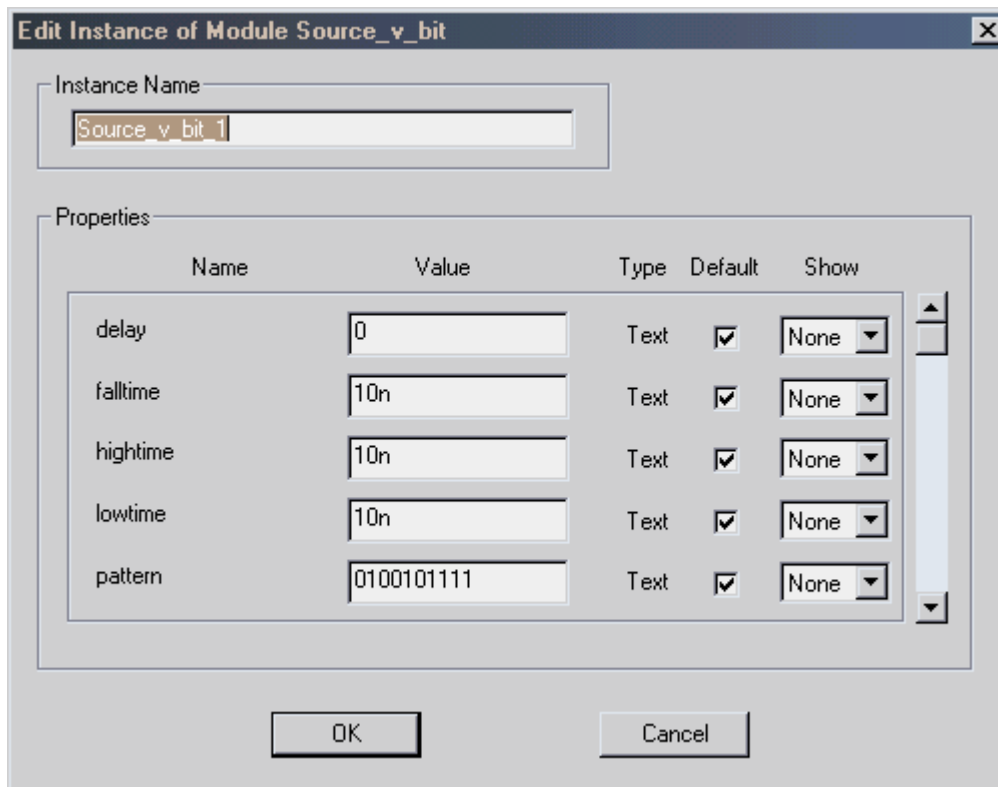 Edit Instance of Module Source_v_bit
Instance Name
Source_v_bit_1
Properties
Name Value Type Default Show
delay 0 Text None
falltime 10n Text None
hightime 10n Text None
lowtime 10n Text None
pattern 0100101111 Text None
OK Cancel